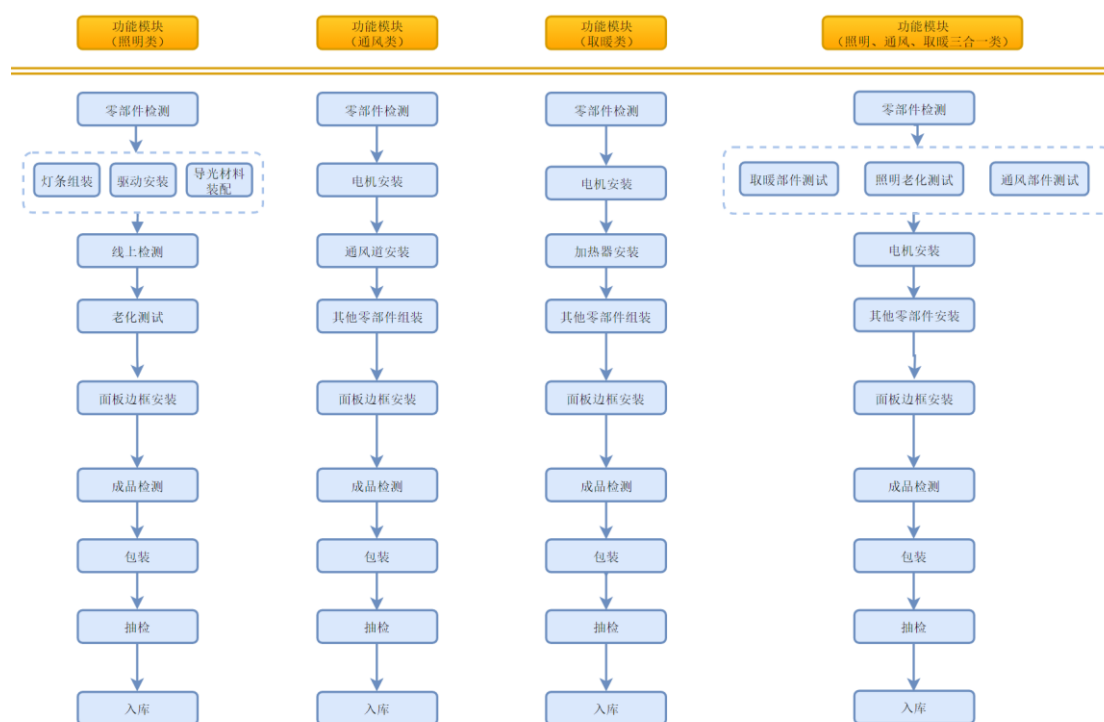 功能模块
（照明类）
功能模块
（通风类）
功能模块
（取暖类）
功能模块
（照明、通风、取暖三合一类）
零部件检测
灯条组装
驱动安装
导光材料
装配
线上检测
老化测试
面板边框安装
成品检测
包装
抽检
入库
零部件检测
电机安装
通风道安装
其他零部件组装
面板边框安装
成品检测
包装
抽检
入库
零部件检测
电机安装
加热器安装
其他零部件组装
面板边框安装
成品检测
包装
抽检
入库
零部件检测
取暖部件测试
照明老化测试
通风部件测试
电机安装
其他零部件安装
面板边框安装
成品检测
包装
抽检
入库